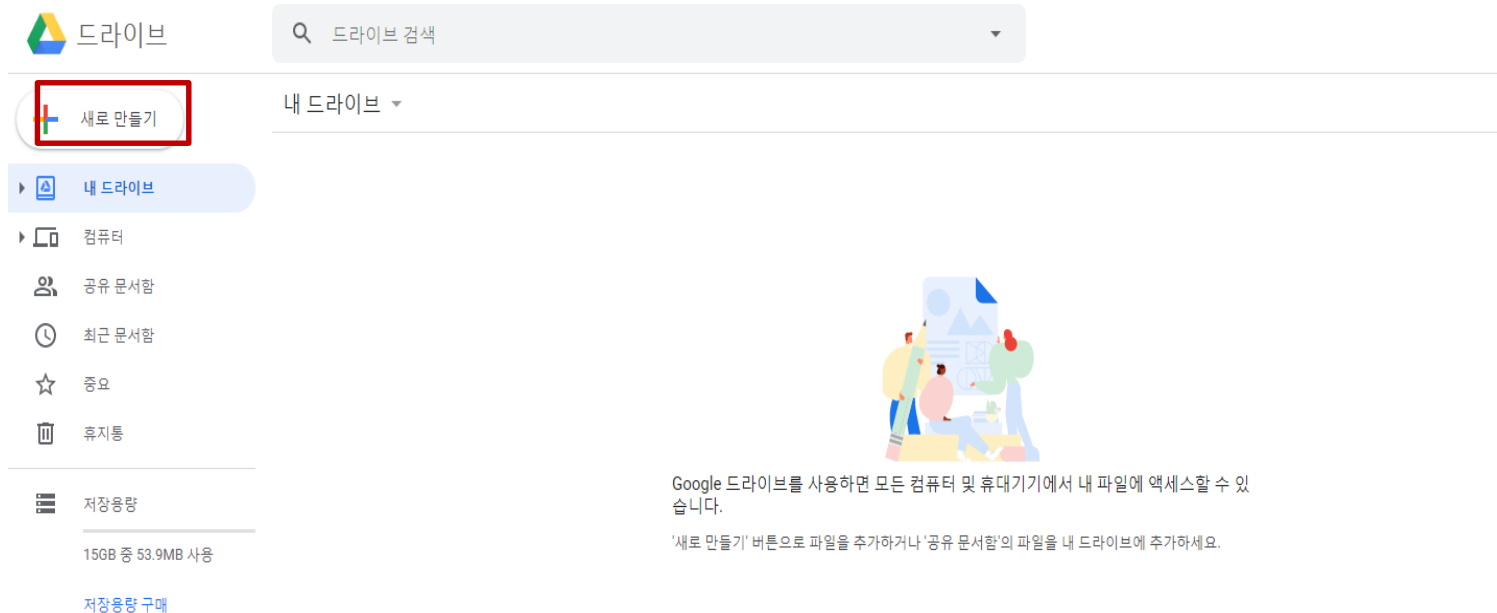 드라이브
드라이브 검색
새로 만들기
내 드라이브
내 드라이브
컴퓨터
공유 문서함
최근 문서함
중요
휴지통
저장용량
15GB 중 53.9MB 사용
저장용량 구매
Google 드라이브를 사용하면 모든 컴퓨터 및 휴대기기에서 내 파일에 액세스할 수 있
습니다.
'새로 만들기' 버튼으로 파일을 추가하거나 '공유 문서함'의 파일을 내 드라이브에 추가하세요.